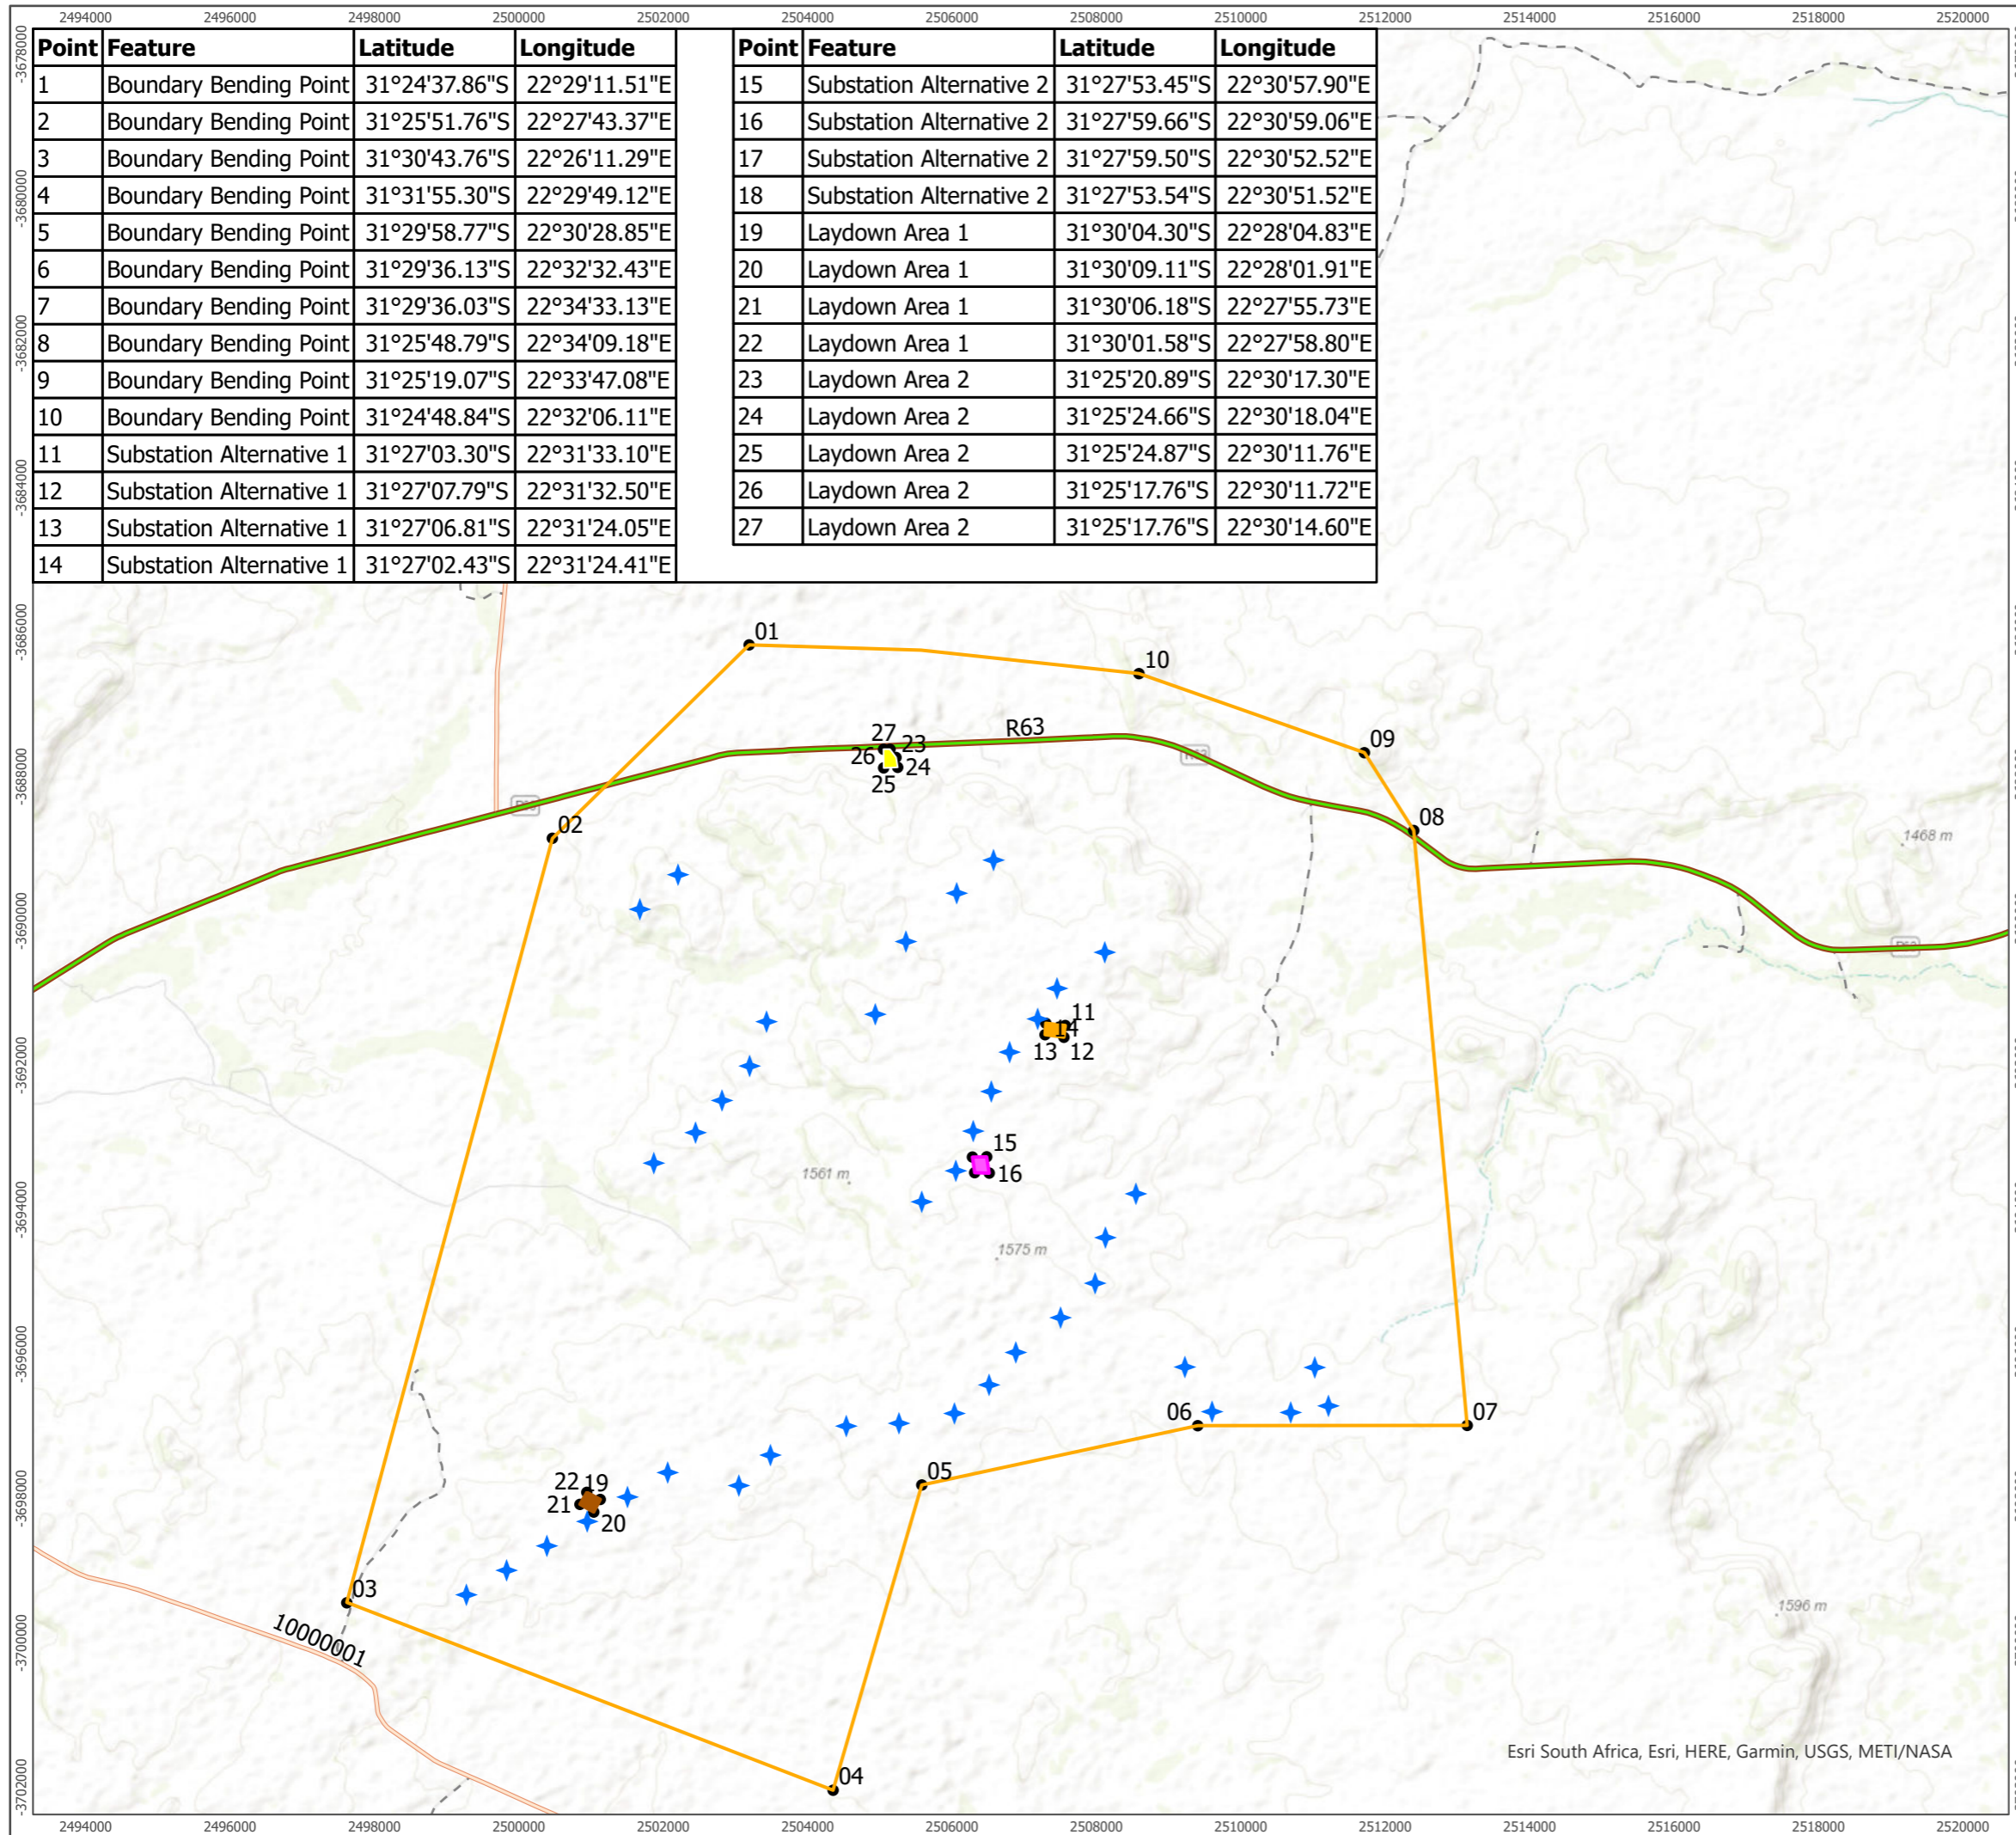 2494000 2496000 2498000 2500000 2502000 2504000 2506000 2508000 2510000 2512000 2514000 2516000 2518000 2520000
Point Feature Latitude Longitude
1 Boundary Bending Point 31°24'37.86"S 22°29'11.51"E
2 Boundary Bending Point 31°25'51.76"S 22°27'43.37"E
3 Boundary Bending Point 31°30'43.76"S 22°26'11.29"E
4 Boundary Bending Point 31°31'55.30"S 22°29'49.12"E
5 Boundary Bending Point 31°29'58.77"S 22°30'28.85"E
6 Boundary Bending Point 31°29'36.13"S 22°32'32.43"E
7 Boundary Bending Point 31°29'36.03"S 22°34'33.13"E
8 Boundary Bending Point 31°25'48.79"S 22°34'09.18"E
9 Boundary Bending Point 31°25'19.07"S 22°33'47.08"E
10 Boundary Bending Point 31°24'48.84"S 22°32'06.11"E
11 Substation Alternative 1 31°27'03.30"S 22°31'33.10"E
12 Substation Alternative 1 31°27'07.79"S 22°31'32.50"E
13 Substation Alternative 1 31°27'06.81"S 22°31'24.05"E
14 Substation Alternative 1 31°27'02.43"S 22°31'24.41"E
Point Feature Latitude Longitude
15 Substation Alternative 2 31°27'53.45"S 22°30'57.90"E
16 Substation Alternative 2 31°27'59.66"S 22°30'59.06"E
17 Substation Alternative 2 31°27'59.50"S 22°30'52.52"E
18 Substation Alternative 2 31°27'53.54"S 22°30'51.52"E
19 Laydown Area 1 31°30'04.30"S 22°28'04.83"E
20 Laydown Area 1 31°30'09.11"S 22°28'01.91"E
21 Laydown Area 1 31°30'06.18"S 22°27'55.73"E
22 Laydown Area 1 31°30'01.58"S 22°27'58.80"E
23 Laydown Area 2 31°25'20.89"S 22°30'17.30"E
24 Laydown Area 2 31°25'24.66"S 22°30'18.04"E
25 Laydown Area 2 31°25'24.87"S 22°30'11.76"E
26 Laydown Area 2 31°25'17.76"S 22°30'11.72"E
27 Laydown Area 2 31°25'17.76"S 22°30'14.60"E
-3678000
-3680000
-3682000
-3684000
-3686000
-3688000
-3690000
-3692000
-3694000
-3696000
-3698000
-3700000
-3702000
01
10
R63
27
23
09
26
24
25
08
02
1468 m
11
14
13
12
15
16
1561 m
1575 m
06
07
05
22
19
21
20
03
10000001
1596 m
04
Esri South Africa, Esri, HERE, Garmin, USGS, METI/NASA
2494000 2496000 2498000 2500000 2502000 2504000 2506000 2508000 2510000 2512000 2514000 2516000 2518000 2520000